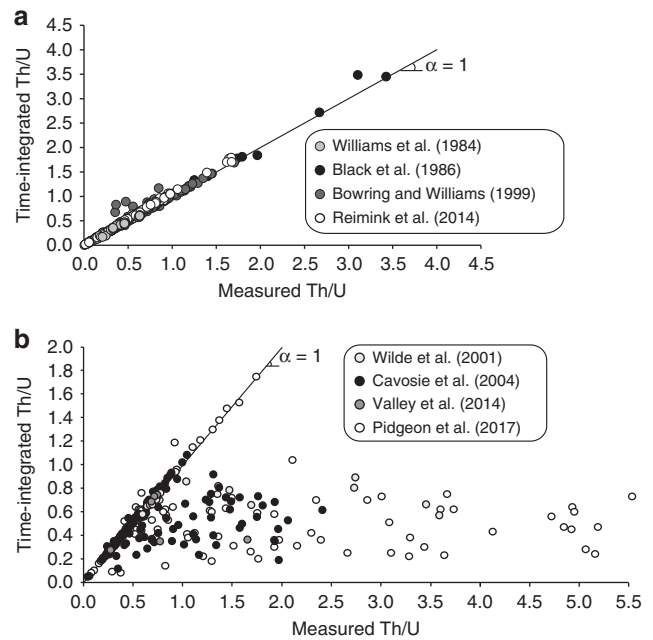 a
Time-integrated Th/U
4.5
4.0
3.5
3.0
2.5
2.0
1.5
1.0
0.5
0.0
α = 1
Williams et al. (1984)
Black et al. (1986)
Bowring and Williams (1999)
Reimink et al. (2014)
0.0 0.5 1.0 1.5 2.0 2.5 3.0 3.5 4.0 4.5
Measured Th/U
b
Time-integrated Th/U
2.0
1.8
1.6
1.4
1.2
1.0
0.8
0.6
0.4
0.2
0.0
α = 1
Wilde et al. (2001)
Cavosie et al. (2004)
Valley et al. (2014)
Pidgeon et al. (2017)
0.0 0.5 1.0 1.5 2.0 2.5 3.0 3.5 4.0 4.5 5.0 5.5
Measured Th/U